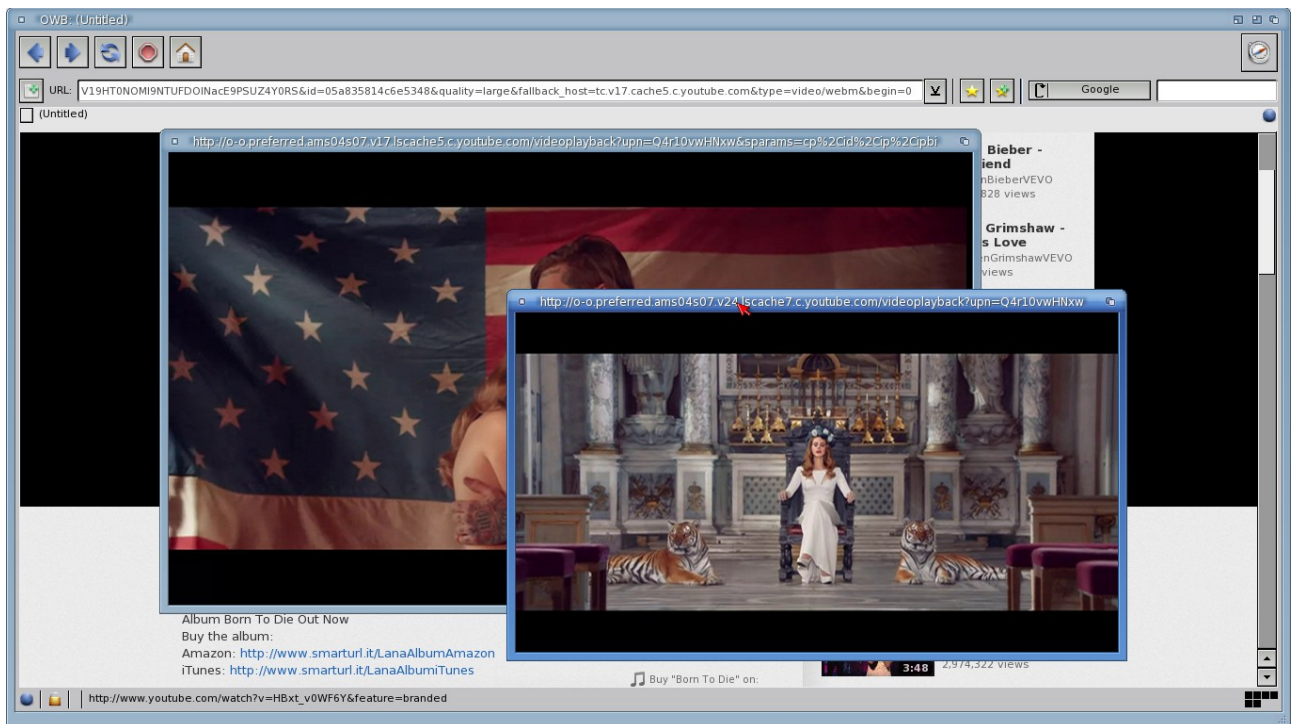 OWB: (Untitled)
URL: V19HT0NOMI9NTUFDOINacE9PSUZ4Y0RS&id=05a835814c6e5348&quality=large&fallback_host=tc.v17.cache5.c.youtube.com&type=video/webm&begin=0
Google
(Untitled)
http://o-o.preferred.ams04s07.v17.lscache5.c.youtube.com/videoplayback?upn=Q4r10vwHNxw&sparams=cp%2Cid%2Cip%2Cipbi
Bieber -
iend
nBieberVEVO
828 views
Grimshaw -
s Love
enGrimshawVEVO
views
http://o-o.preferred.ams04s07.v24.lscache7.c.youtube.com/videoplayback?upn=Q4r10vwHNxw
Album Born To Die Out Now
Buy the album:
Amazon: http://www.smarturl.it/LanaAlbumAmazon
iTunes: http://www.smarturl.it/LanaAlbumiTunes
Buy "Born To Die" on:
3:48
2,974,322 views
http://www.youtube.com/watch?v=HBxt_v0WF6Y&feature=branded